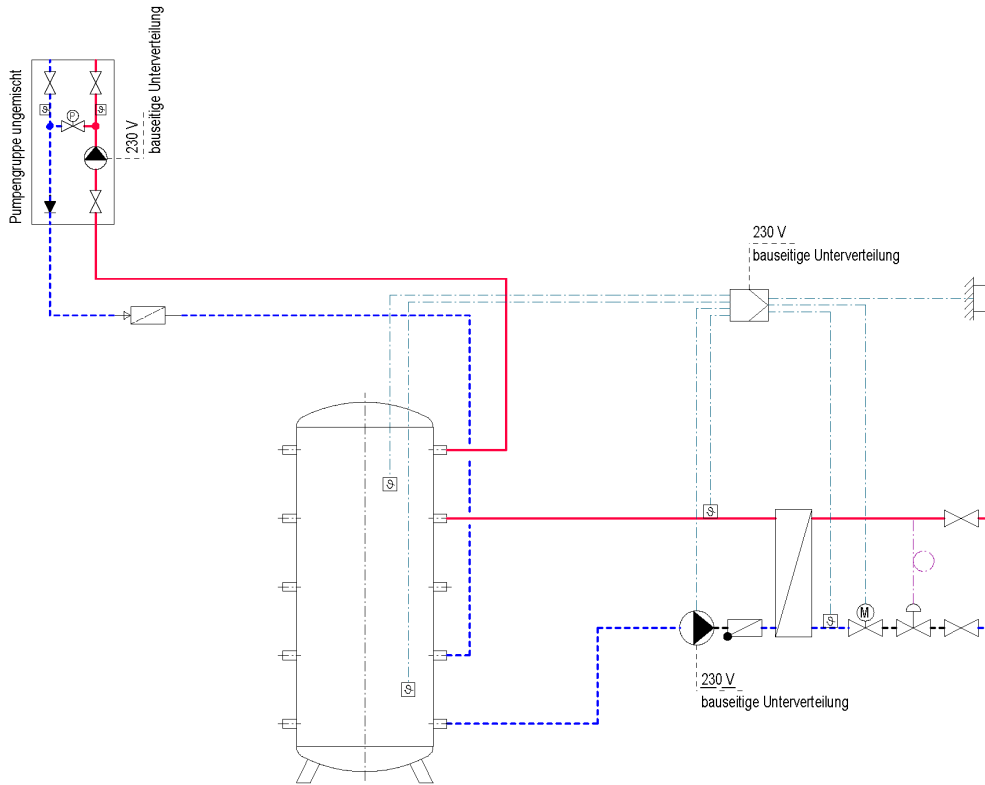 Pumpengruppe ungemischt
230 V
bauseitige Unterverteilung
ϑ
ϑ
P
230 V
bauseitige Unterverteilung
ϑ
ϑ
M
ϑ
ϑ
230 V
bauseitige Unterverteilung